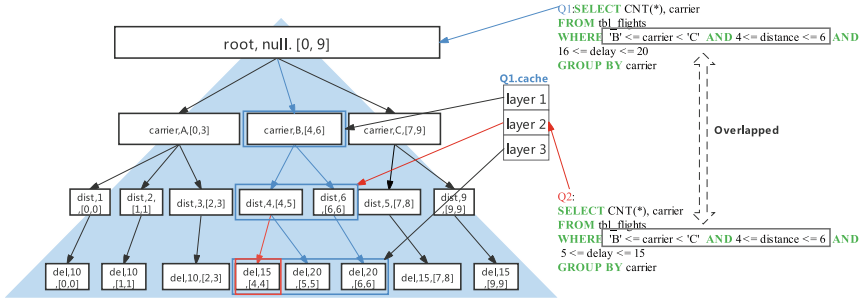 Q1:SELECT CNT(*), carrier
FROM tbl_flights
WHERE 'B' <= carrier < 'C' AND 4<= distance <= 6 AND
16 <= delay <= 20
GROUP BY carrier
root, null. [0, 9]
Q1.cache
layer 1
layer 2
layer 3
Overlapped
carrier,A,[0,3]
carrier,B,[4,6]
carrier,C,[7,9]
dist,1
,[0,0]
dist,2,
[1,1]
dist,3,[2,3]
dist,4,[4,5]
dist,6
,[6,6]
dist,5,[7,8]
dist,9
,[9,9]
del,10
,[0,0]
del,10
,[1,1]
del,10,[2,3]
del,15
,[4,4]
del,20
[5,5]
del,20
[6,6]
del,15,[7,8]
del,15
,[9,9]
Q2:
SELECT CNT(*), carrier
FROM tbl_flights
WHERE 'B' <= carrier < 'C' AND 4<= distance <= 6 AND
5 <= delay <= 15
GROUP BY carrier